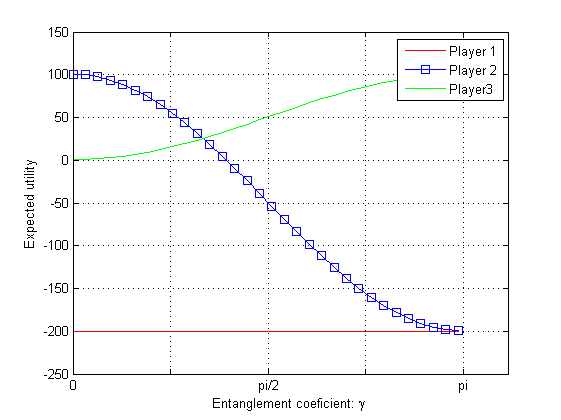 150
100
50
0
-50
-100
-150
-200
-250
Expected utility
Player 1
Player 2
Player3
0
pi/2
pi
Entanglement coeficient: γ